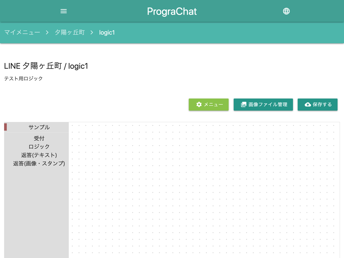 PrograChat
マイメニュー > 夕陽ヶ丘町 > logic1
LINE 夕陽ヶ丘町 / logic1
テスト用ロジック
メニュー 画像ファイル管理 保存する
サンプル
受付
ロジック
返答(テキスト)
返答(画像・スタンプ)